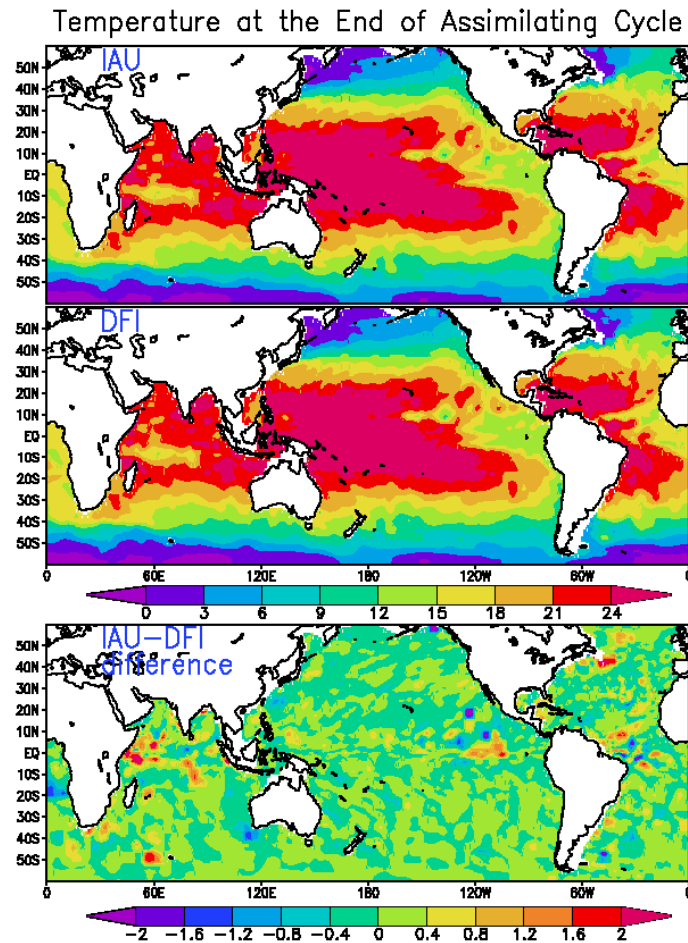 Temperature at the End of Assimilating Cycle
IAU
50N
40N
30N
20N
10N
EQ
10S
20S
30S
40S
50S
DFI
50N
40N
30N
20N
10N
EQ
10S
20S
30S
40S
50S
0 60E 120E 180 120W 60W 0
0 3 6 9 12 15 18 21 24
IAU-DFI
difference
50N
40N
30N
20N
10N
EQ
10S
20S
30S
40S
50S
0 60E 120E 180 120W 60W 0
-2 -1.6 -1.2 -0.8 -0.4 0 0.4 0.8 1.2 1.6 2